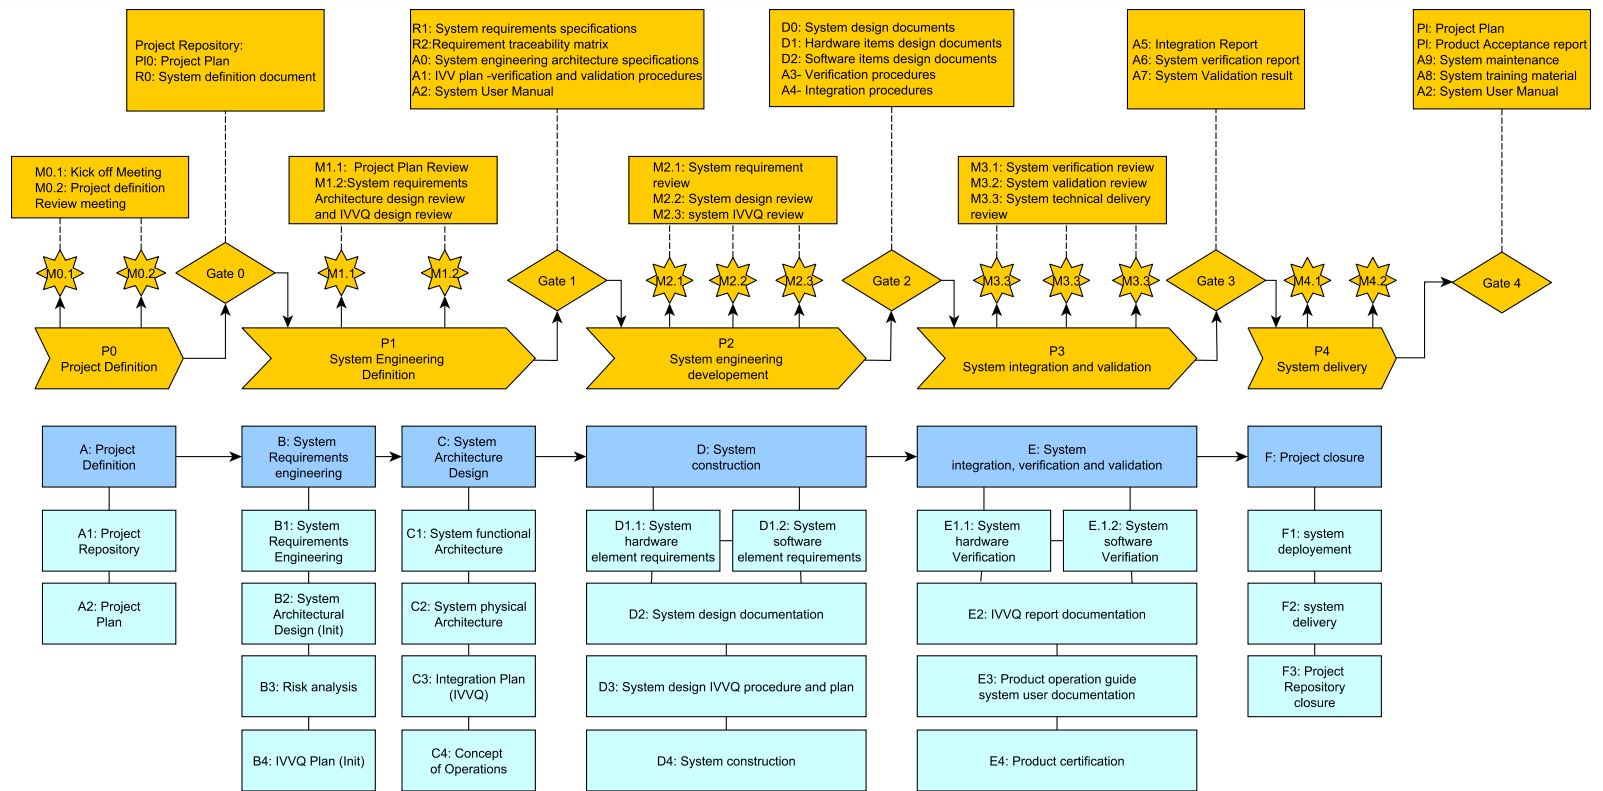 Project Repository:
PI0: Project Plan
R0: System definition document
R1: System requirements specifications
R2:Requirement traceability matrix
A0: System engineering architecture specifications
A1: IVV plan -verification and validation procedures
A2: System User Manual
D0: System design documents
D1: Hardware items design documents
D2: Software items design documents
A3- Verification procedures
A4- Integration procedures
A5: Integration Report
A6: System verification report
A7: System Validation result
PI: Project Plan
PI: Product Acceptance report
A9: System maintenance
A8: System training material
A2: System User Manual
M0.1: Kick off Meeting
M0.2: Project definition
Review meeting
M1.1:  Project Plan Review
M1.2:System requirements
Architecture design review
and IVVQ design review
M2.1: System requirement
review
M2.2: System design review
M2.3: system IVVQ review
M3.1: System verification review
M3.2: System validation review
M3.3: System technical delivery
review
M0.1
M0.2
Gate 0
M1.1
M1.2
Gate 1
M2.1
M2.2
M2.3
Gate 2
M3.3
M3.3
M3.3
Gate 3
M4.1
M4.2
Gate 4
P0
Project Definition
P1
System Engineering
Definition
P2
System engineering
developement
P3
System integration and validation
P4
System delivery
A: Project
Definition
B: System
Requirements
engineering
C: System
Architecture
Design
D: System
construction
E: System
integration, verification and validation
F: Project closure
A1: Project
Repository
B1: System
Requirements
Engineering
C1: System functional
Architecture
D1.1: System
hardware
element requirements
D1.2: System
software
element requirements
E1.1: System
hardware
Verification
E.1.2: System
software
Verifiation
F1: system
deployement
A2: Project
Plan
B2: System
Architectural
Design (Init)
C2: System physical
Architecture
D2: System design documentation
E2: IVVQ report documentation
F2: system
delivery
B3: Risk analysis
C3: Integration Plan
(IVVQ)
D3: System design IVVQ procedure and plan
E3: Product operation guide
system user documentation
F3: Project
Repository
closure
B4: IVVQ Plan (Init)
C4: Concept
of Operations
D4: System construction
E4: Product certification